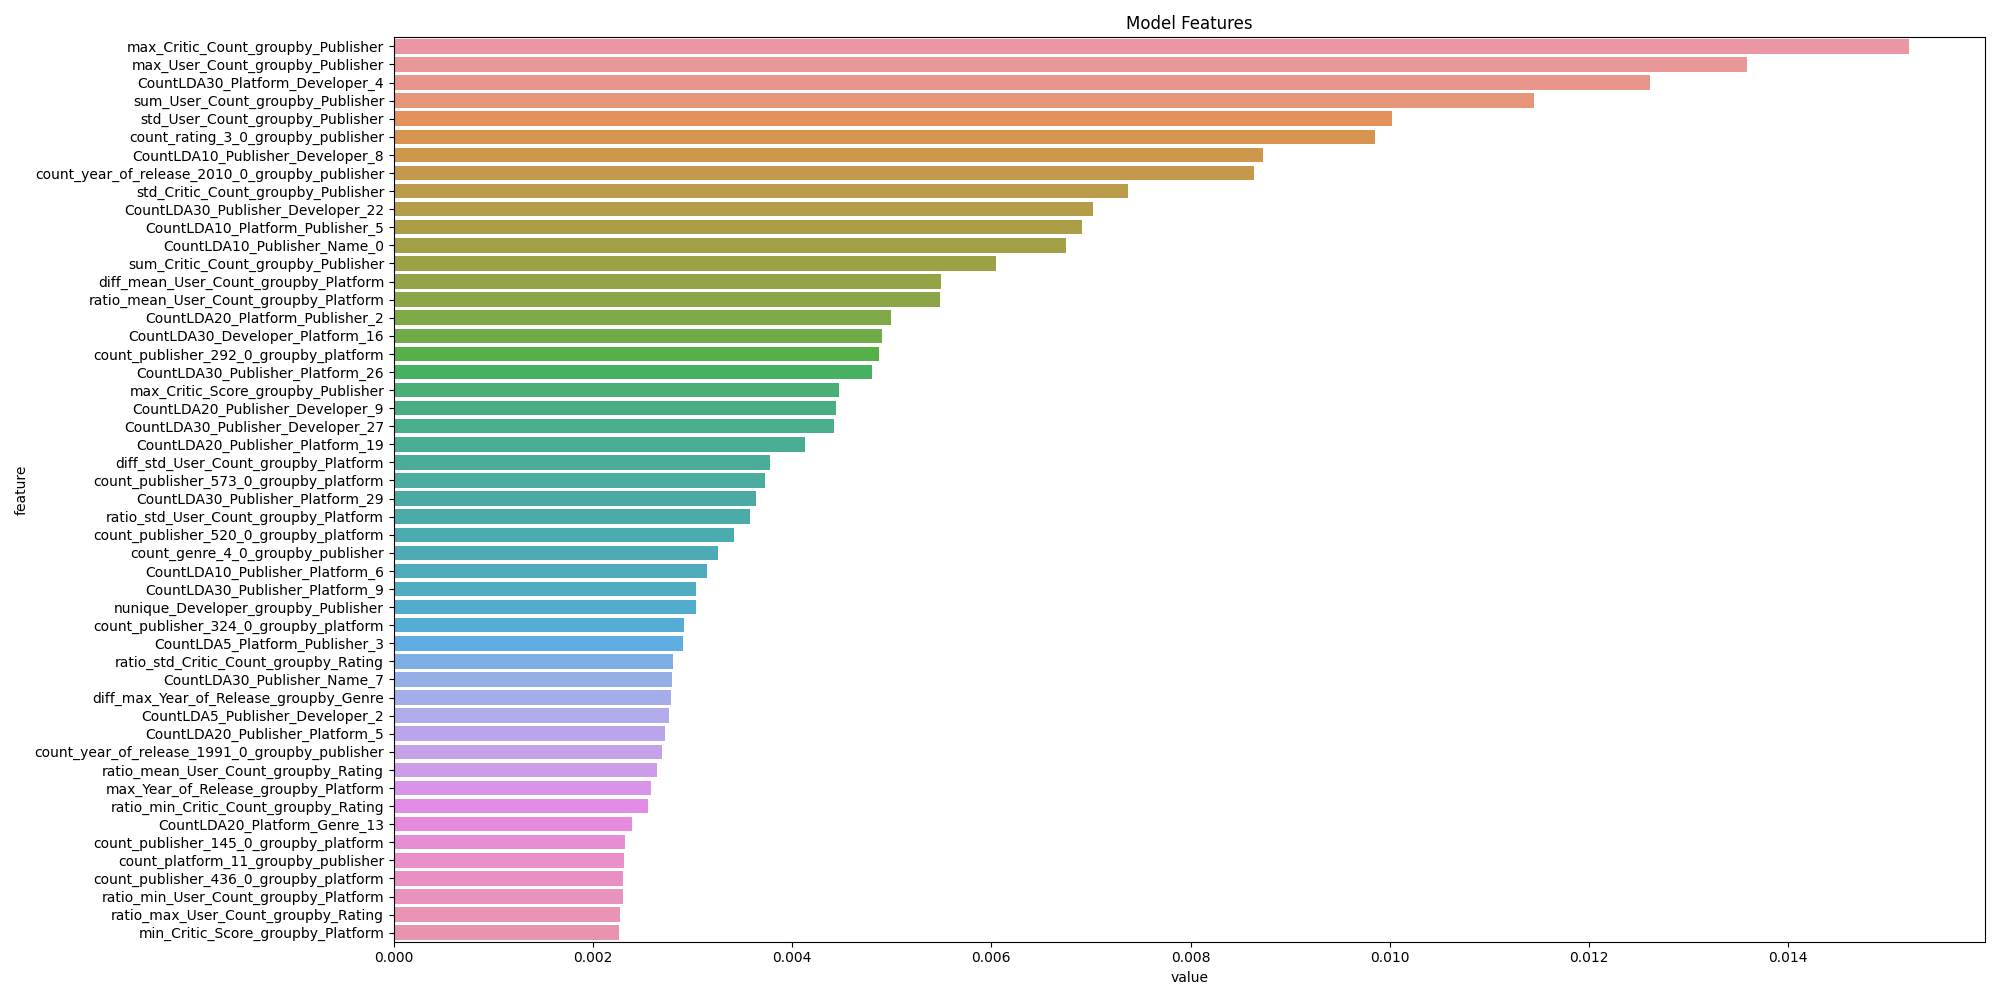 Model Features
max_Critic_Count_groupby_Publisher
max_User_Count_groupby_Publisher
CountLDA30_Platform_Developer_4
sum_User_Count_groupby_Publisher
std_User_Count_groupby_Publisher
count_rating_3_0_groupby_publisher
CountLDA10_Publisher_Developer_8
count_year_of_release_2010_0_groupby_publisher
std_Critic_Count_groupby_Publisher
CountLDA30_Publisher_Developer_22
CountLDA10_Platform_Publisher_5
CountLDA10_Publisher_Name_0
sum_Critic_Count_groupby_Publisher
diff_mean_User_Count_groupby_Platform
ratio_mean_User_Count_groupby_Platform
CountLDA20_Platform_Publisher_2
CountLDA30_Developer_Platform_16
count_publisher_292_0_groupby_platform
CountLDA30_Publisher_Platform_26
max_Critic_Score_groupby_Publisher
CountLDA20_Publisher_Developer_9
CountLDA30_Publisher_Developer_27
CountLDA20_Publisher_Platform_19
diff_std_User_Count_groupby_Platform
count_publisher_573_0_groupby_platform
CountLDA30_Publisher_Platform_29
ratio_std_User_Count_groupby_Platform
count_publisher_520_0_groupby_platform
count_genre_4_0_groupby_publisher
CountLDA10_Publisher_Platform_6
CountLDA30_Publisher_Platform_9
nunique_Developer_groupby_Publisher
count_publisher_324_0_groupby_platform
CountLDA5_Platform_Publisher_3
ratio_std_Critic_Count_groupby_Rating
CountLDA30_Publisher_Name_7
diff_max_Year_of_Release_groupby_Genre
CountLDA5_Publisher_Developer_2
CountLDA20_Publisher_Platform_5
count_year_of_release_1991_0_groupby_publisher
ratio_mean_User_Count_groupby_Rating
max_Year_of_Release_groupby_Platform
ratio_min_Critic_Count_groupby_Rating
CountLDA20_Platform_Genre_13
count_publisher_145_0_groupby_platform
count_platform_11_groupby_publisher
count_publisher_436_0_groupby_platform
ratio_min_User_Count_groupby_Platform
ratio_max_User_Count_groupby_Rating
min_Critic_Score_groupby_Platform
feature
0.000 0.002 0.004 0.006 0.008 0.010 0.012 0.014
value